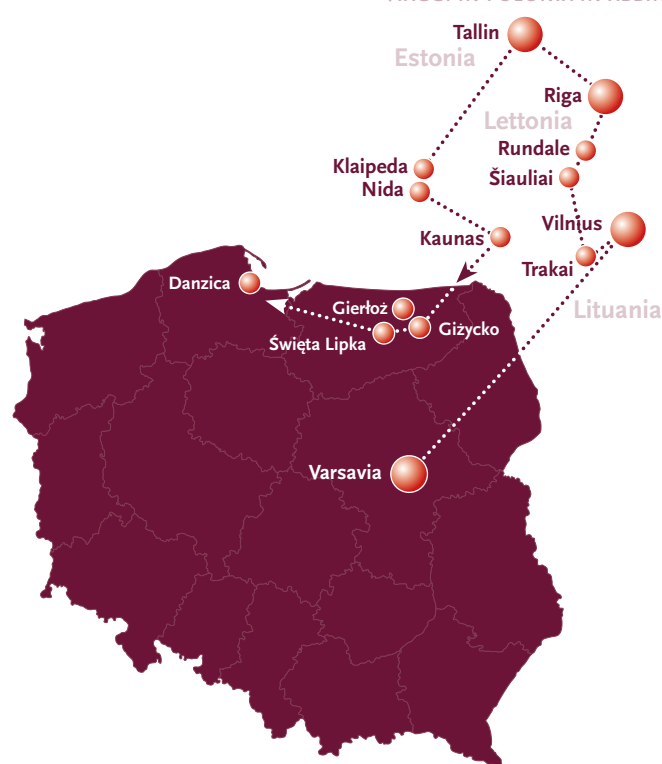 Tallin
Estonia
Riga
Lettonia
Rundale
Klaipeda
Šiauliai
Nida
Vilnius
Kaunas
Trakai
Danzica
Gierłoż
Lituania
Giżycko
Święta Lipka
Varsavia